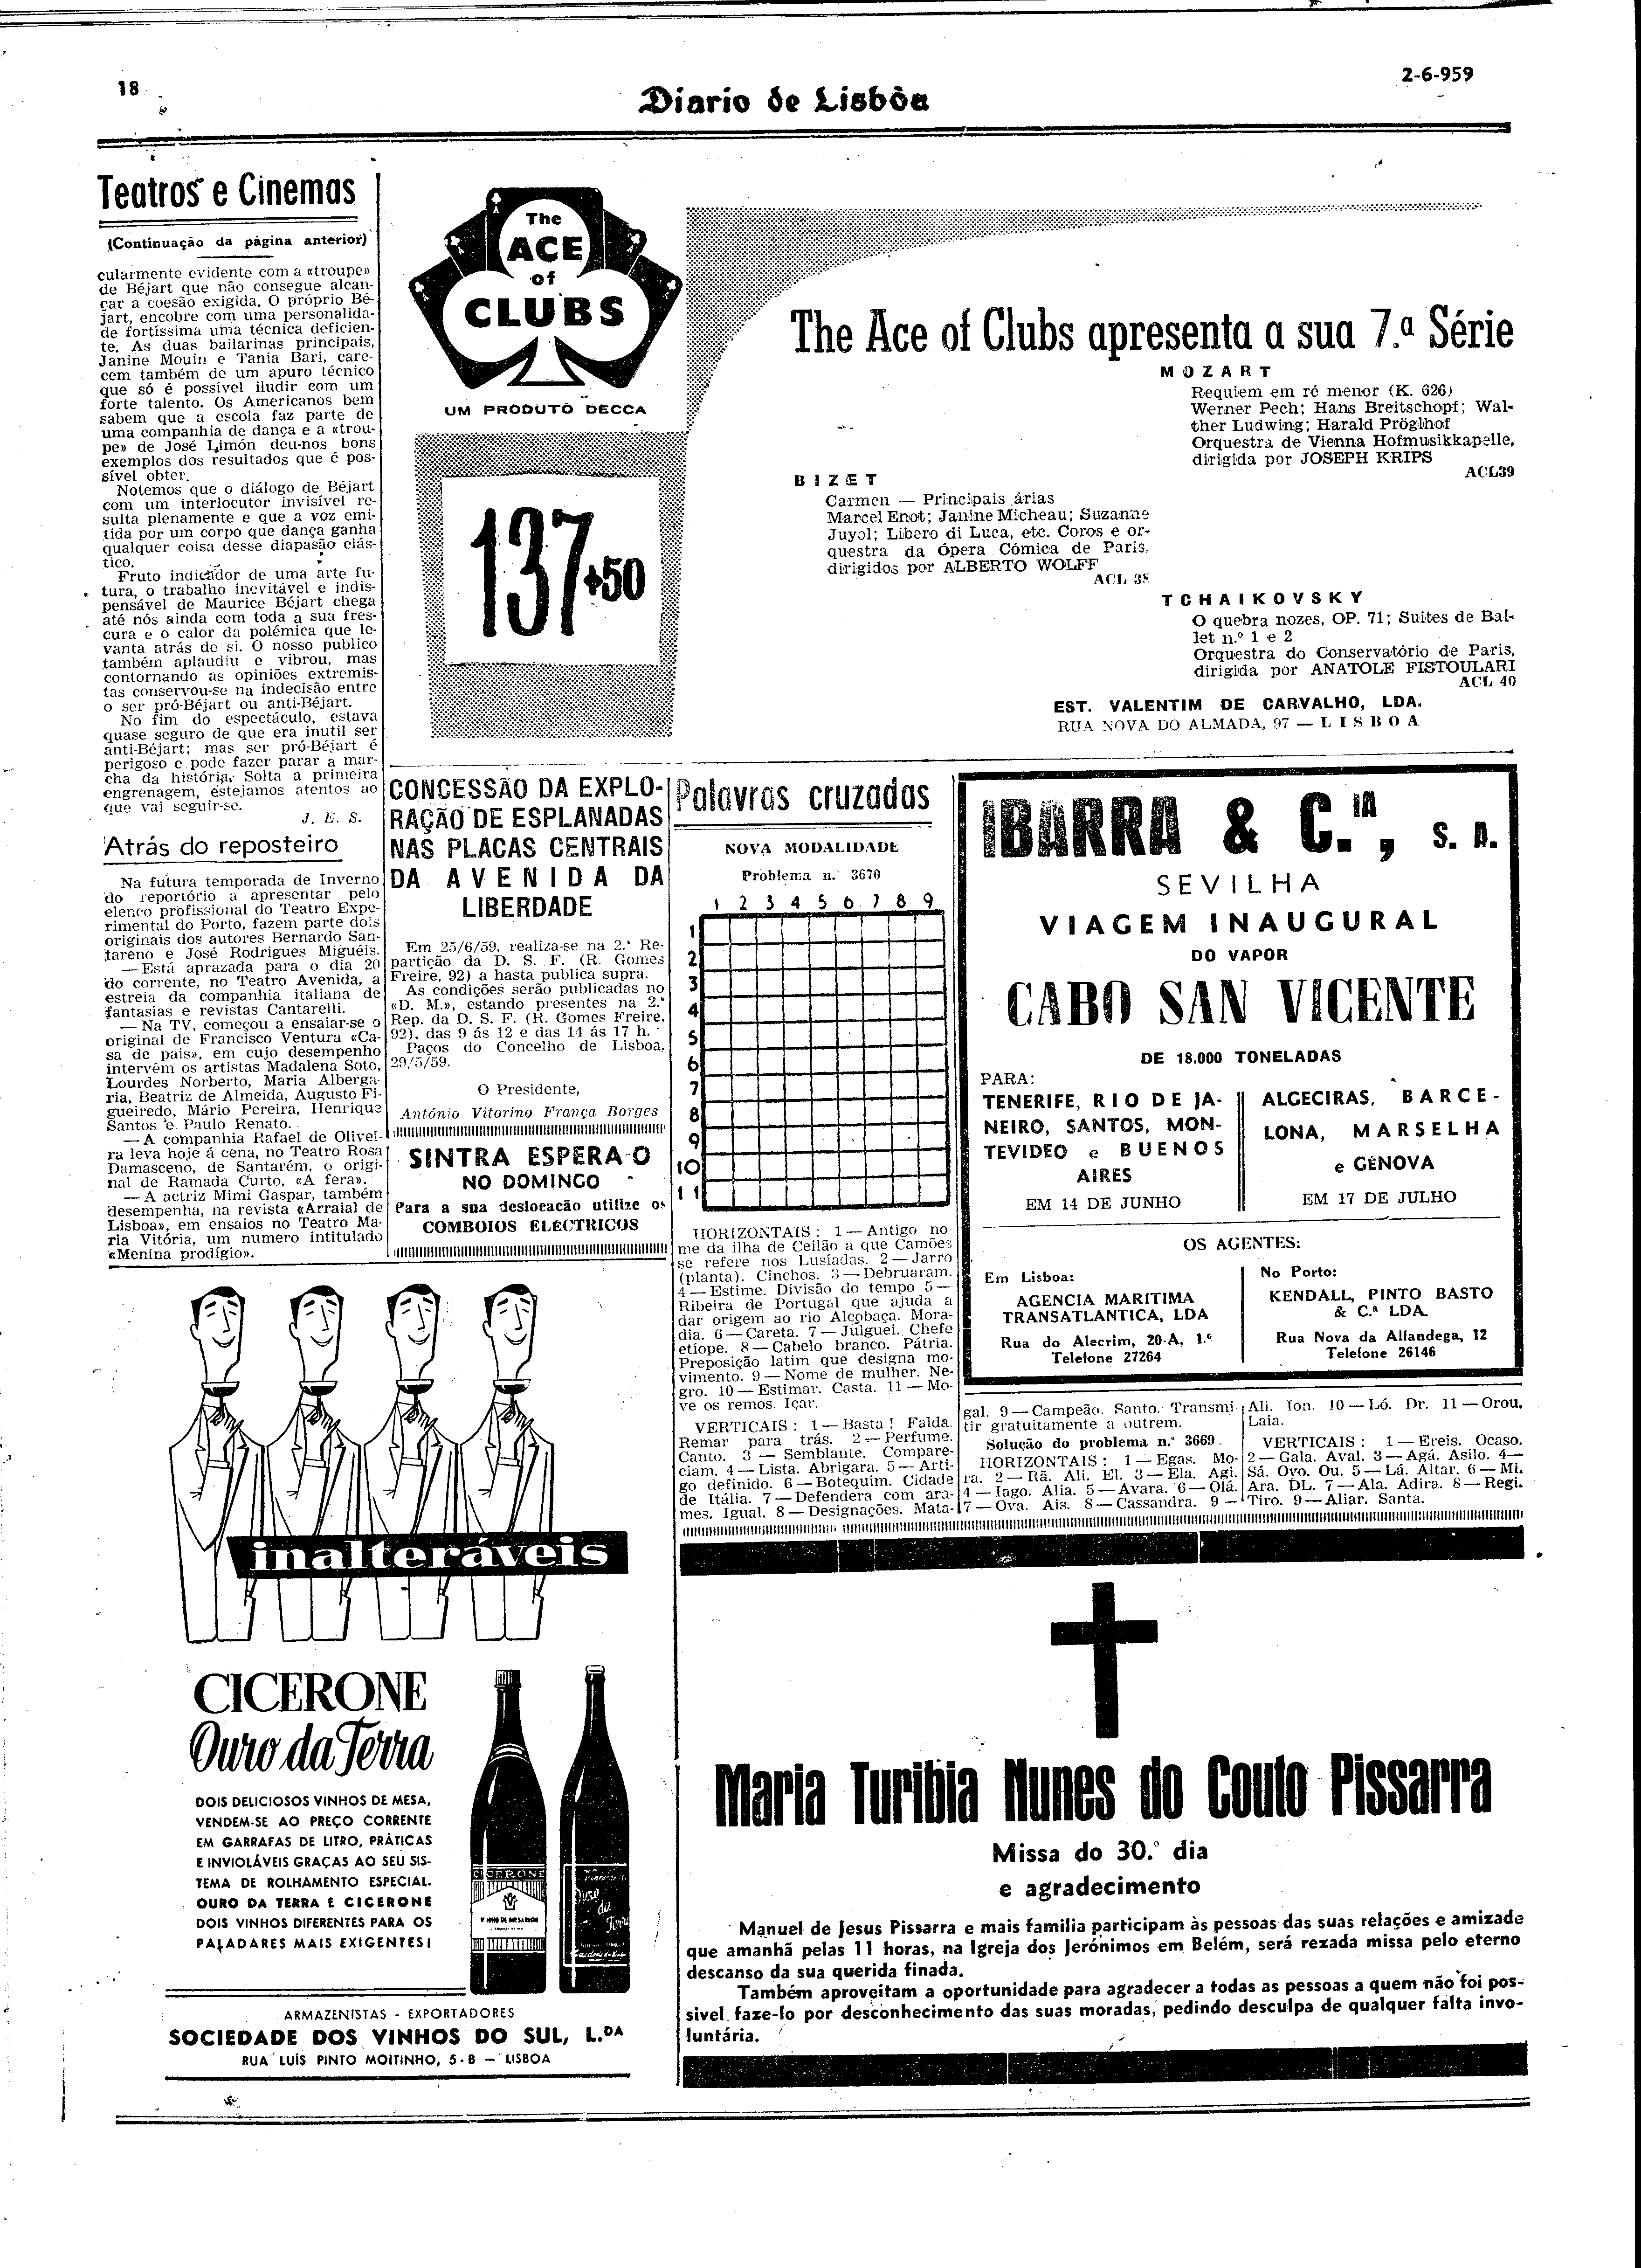 18
Diario de Lisbôa
2-6-959
Teatros e Cinemas
(Continuação da página anterior)
cularmente evidente com a «troupe»
de Béjart que não consegue alcan-
çar a coesão exigida. O próprio Bé-
jart, encobre com uma personalida-
de fortíssima uma técnica deficien-
te. As duas bailarinas principais,
Janine Mouin e Tania Bari, care-
cem também de um apuro técnico
que só é possível iludir com um
forte talento. Os Americanos bem
sabem que a escola faz parte de
uma companhia de dança e a «trou-
pe» de José Limón deu-nos bons
exemplos dos resultados que é pos-
sível obter.
Notemos que o diálogo de Béjart
com um interlocutor invisível re-
sulta plenamente e que a voz emi-
tida por um corpo que dança ganha
qualquer coisa desse diapasão elás-
tico.
Fruto indicador de uma arte fu-
tura, o trabalho inevitável e indis-
pensável de Maurice Béjart chega
até nós ainda com toda a sua fres-
cura e o calor da polémica que le-
vanta atrás de si. O nosso publico
também aplaudiu e vibrou, mas
contornando as opiniões extremis-
tas conservou-se na indecisão entre
o ser pró-Béjart ou anti-Béjart.
No fim do espectáculo, estava
quase seguro de que era inutil ser
anti-Béjart; mas ser pró-Béjart é
perigoso e pode fazer parar a mar-
cha da história. Solta a primeira
engrenagem, estejamos atentos ao
que vai seguir-se.
J. E. S.
Atrás do reposteiro
Na futura temporada de Inverno
do reportório a apresentar pelo
elenco profissional do Teatro Expe-
rimental do Porto, fazem parte dois
originais dos autores Bernardo San-
tareno e José Rodrigues Miguéis.
— Está aprazada para o dia 20
do corrente, no Teatro Avenida, a
estreia da companhia italiana de
fantasias e revistas Cantarelli.
— Na TV, começou a ensaiar-se o
original de Francisco Ventura «Ca-
sa de pais», em cujo desempenho
intervêm os artistas Madalena Soto,
Lourdes Norberto, Maria Alberga-
ria, Beatriz de Almeida, Augusto Fi-
gueiredo, Mário Pereira, Henrique
Santos e Paulo Renato.
— A companhia Rafael de Olivei-
ra leva hoje á cena, no Teatro Rosa
Damasceno, de Santarém, o origi-
nal de Ramada Curto, «A fera».
— A actriz Mimi Gaspar, também
desempenha, na revista «Arraial de
Lisboa», em ensaios no Teatro Ma-
ria Vitória, um numero intitulado
«Menina prodígio».
The
ACE
of
CLUBS
UM PRODUTO DECCA
137$50
The Ace of Clubs apresenta a sua 7.ª Série
MOZART
Requiem em ré menor (K. 626)
Werner Pech; Hans Breitschopf; Wal-
ther Ludwing; Harald Pröglhof
Orquestra de Vienna Hofmusikkapelle,
dirigida por JOSEPH KRIPS
ACL39
BIZET
Carmen — Principais árias
Marcel Enot; Janine Micheau; Suzanne
Juyol; Libero di Luca, etc. Coros e or-
questra da Ópera Cómica de Paris,
dirigidos por ALBERTO WOLFF
ACL 38
TCHAIKOVSKY
O quebra nozes, OP. 71; Suites de Bal-
let n.º 1 e 2
Orquestra do Conservatório de Paris,
dirigida por ANATOLE FISTOULARI
ACL 40
EST. VALENTIM DE CARVALHO, LDA.
RUA NOVA DO ALMADA, 97 — LISBOA
CONCESSÃO DA EXPLO-
RAÇÃO DE ESPLANADAS
NAS PLACAS CENTRAIS
DA AVENIDA DA
LIBERDADE
Em 25/6/59, realiza-se na 2.ª Re-
partição da D. S. F. (R. Gomes
Freire, 92) a hasta publica supra.
As condições serão publicadas no
«D. M.», estando presentes na 2.ª
Rep. da D. S. F. (R. Gomes Freire,
92), das 9 ás 12 e das 14 ás 17 h.
Paços do Concelho de Lisboa,
29/5/59.
O Presidente,
António Vitorino França Borges
SINTRA ESPERA-O
NO DOMINGO
Para a sua deslocação utilize os
COMBOIOS ELÉCTRICOS
Palavras cruzadas
NOVA MODALIDADE
Problema n.º 3670
1 2 3 4 5 6 7 8 9
1
2
3
4
5
6
7
8
9
10
11
HORIZONTAIS: 1 — Antigo no-
me da ilha de Ceilão a que Camões
se refere nos Lusíadas. 2 — Jarro
(planta). Cinchos. 3 — Debruaram.
4 — Estime. Divisão do tempo 5 —
Ribeira de Portugal que ajuda a
dar origem ao rio Alcobaça. Mora-
dia. 6 — Careta. 7 — Julguei. Chefe
etíope. 8 — Cabelo branco. Pátria.
Preposição latim que designa mo-
vimento. 9 — Nome de mulher. Ne-
gro. 10 — Estimar. Casta. 11 — Mo-
ve os remos. Içar.
VERTICAIS: 1 — Basta! Falda.
Remar para trás. 2 — Perfume.
Canto. 3 — Semblante. Compare-
ciam. 4 — Lista. Abrigara. 5 — Arti-
go definido. 6 — Botequim. Cidade
de Itália. 7 — Defendera com ara-
mes. Igual. 8 — Designações. Mata-
gal. 9 — Campeão. Santo. Transmi-
tir gratuitamente a outrem.
Solução do problema n.º 3669.
HORIZONTAIS: 1 — Egas. Mo-
ra. 2 — Rã. Ali. El. 3 — Ela. Agi.
4 — Iago. Alia. 5 — Avara. 6 — Olá.
7 — Ova. Ais. 8 — Cassandra. 9 —
Ali. Ion. 10 — Ló. Dr. 11 — Orou.
Laia.
VERTICAIS: 1 — Ereis. Ocaso.
2 — Gala. Aval. 3 — Agá. Asilo. 4 —
Sá. Ovo. Ou. 5 — Lá. Altar. 6 — Mi.
Ara. DL. 7 — Ala. Adira. 8 — Regi.
Tiro. 9 — Aliar. Santa.
IBARRA & C.IA, S. A.
SEVILHA
VIAGEM INAUGURAL
DO VAPOR
CABO SAN VICENTE
DE 18.000 TONELADAS
PARA:
TENERIFE, RIO DE JA-
NEIRO, SANTOS, MON-
TEVIDEO e BUENOS
AIRES
EM 14 DE JUNHO
ALGECIRAS, BARCE-
LONA, MARSELHA
e GÉNOVA
EM 17 DE JULHO
OS AGENTES:
Em Lisboa:
AGENCIA MARITIMA
TRANSATLANTICA, LDA
Rua do Alecrim, 20-A, 1.º
Telefone 27264
No Porto:
KENDALL, PINTO BASTO
& C.ª LDA.
Rua Nova da Alfandega, 12
Telefone 26146
inalteráveis
CICERONE
Ouro da Terra
DOIS DELICIOSOS VINHOS DE MESA,
VENDEM-SE AO PREÇO CORRENTE
EM GARRAFAS DE LITRO, PRÁTICAS
E INVIOLÁVEIS GRAÇAS AO SEU SIS-
TEMA DE ROLHAMENTO ESPECIAL.
OURO DA TERRA E CICERONE
DOIS VINHOS DIFERENTES PARA OS
PALADARES MAIS EXIGENTES!
CICERONE
VINHO DE MESA
Ouro
da
Terra
ARMAZENISTAS - EXPORTADORES
SOCIEDADE DOS VINHOS DO SUL, L.DA
RUA LUÍS PINTO MOITINHO, 5-B — LISBOA
Maria Turibia Nunes do Couto Pissarra
Missa do 30.º dia
e agradecimento
Manuel de Jesus Pissarra e mais familia participam às pessoas das suas relações e amizade
que amanhã pelas 11 horas, na Igreja dos Jerónimos em Belém, será rezada missa pelo eterno
descanso da sua querida finada.
Também aproveitam a oportunidade para agradecer a todas as pessoas a quem não foi pos-
sivel faze-lo por desconhecimento das suas moradas, pedindo desculpa de qualquer falta invo-
luntária.